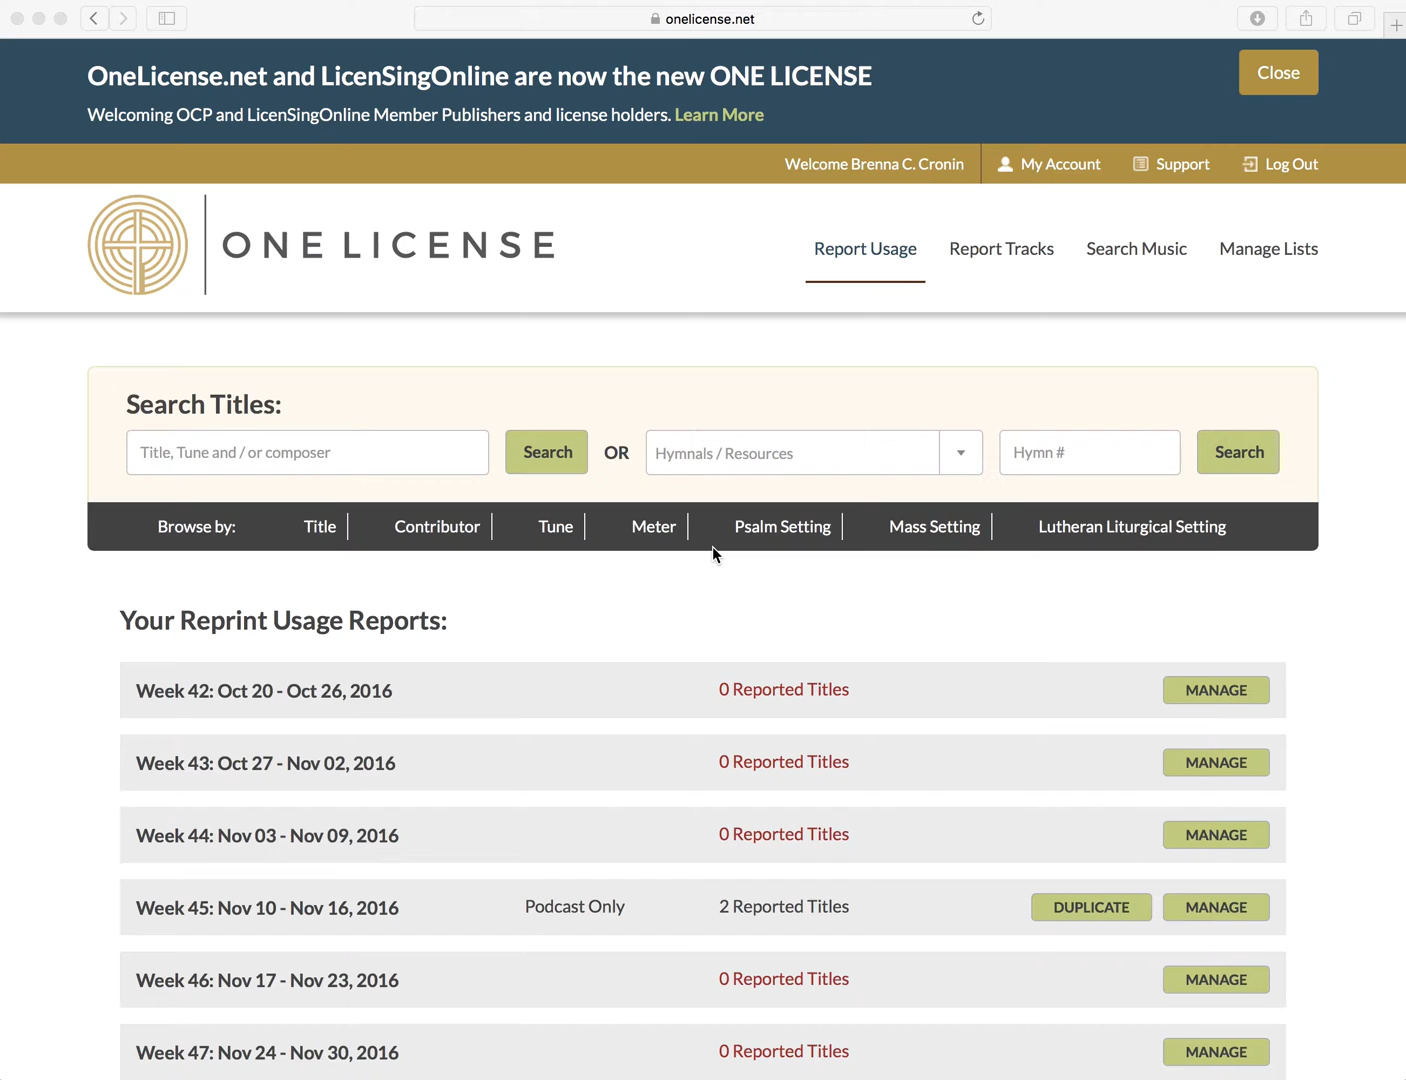 onelicense.net
OneLicense.net and LicenSingOnline are now the new ONE LICENSE
Close
Welcoming OCP and LicenSingOnline Member Publishers and license holders. Learn More
Welcome Brenna C. Cronin
My Account
Support
Log Out
ONE LICENSE
Report Usage
Report Tracks
Search Music
Manage Lists
Search Titles:
Title, Tune and / or composer
Search
OR
Hymnals / Resources
Hymn #
Search
Browse by:
Title
Contributor
Tune
Meter
Psalm Setting
Mass Setting
Lutheran Liturgical Setting
Your Reprint Usage Reports:
Week 42: Oct 20 - Oct 26, 2016
0 Reported Titles
MANAGE
Week 43: Oct 27 - Nov 02, 2016
0 Reported Titles
MANAGE
Week 44: Nov 03 - Nov 09, 2016
0 Reported Titles
MANAGE
Week 45: Nov 10 - Nov 16, 2016
Podcast Only
2 Reported Titles
DUPLICATE
MANAGE
Week 46: Nov 17 - Nov 23, 2016
0 Reported Titles
MANAGE
Week 47: Nov 24 - Nov 30, 2016
0 Reported Titles
MANAGE